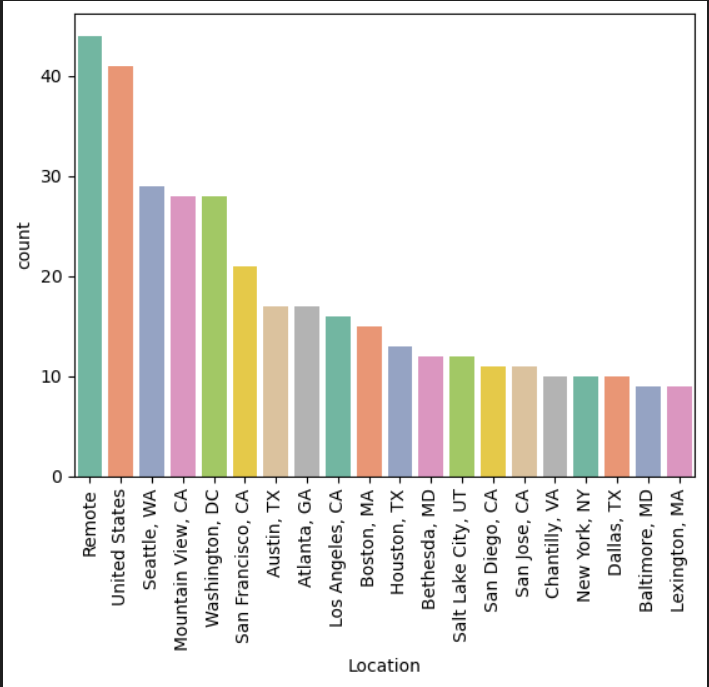 40
30
20
10
0
count
Remote
United States
Seattle, WA
Mountain View, CA
Washington, DC
San Francisco, CA
Austin, TX
Atlanta, GA
Los Angeles, CA
Boston, MA
Houston, TX
Bethesda, MD
Salt Lake City, UT
San Diego, CA
San Jose, CA
Chantilly, VA
New York, NY
Dallas, TX
Baltimore, MD
Lexington, MA
Location